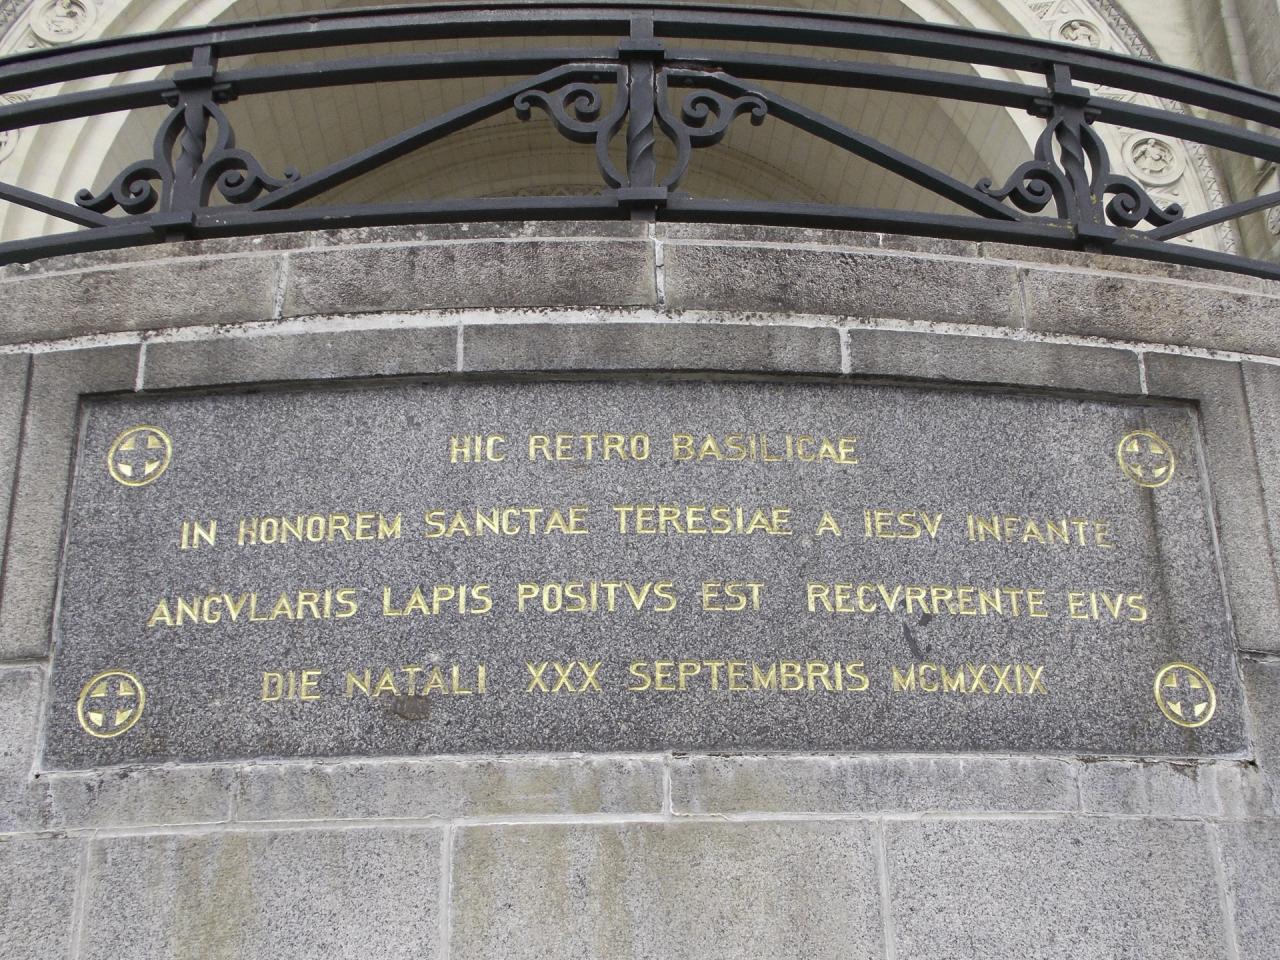 HIC RETRO BASILICAE
IN HONOREM SANCTAE TERESIAE A IESV INFANTE
ANGVLARIS LAPIS POSITVS EST RECVRRENTE EIVS
DIE NATALI XXX SEPTEMBRIS MCMXXIX